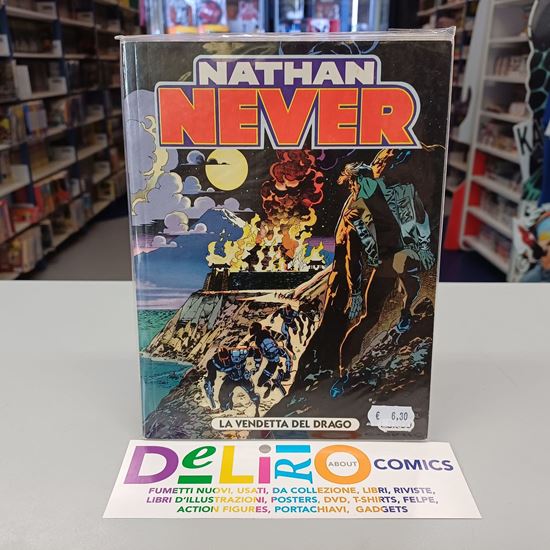 NATHAN
NEVER
LA VENDETTA DEL DRAGO
€ 6,30
DeLiRiO ABOUT COMICS
FUMETTI NUOVI, USATI, DA COLLEZIONE, LIBRI, RIVISTE,
LIBRI D'ILLUSTRAZIONI, POSTERS, DVD, T-SHIRTS, FELPE,
ACTION FIGURES, PORTACHIAVI, GADGETS